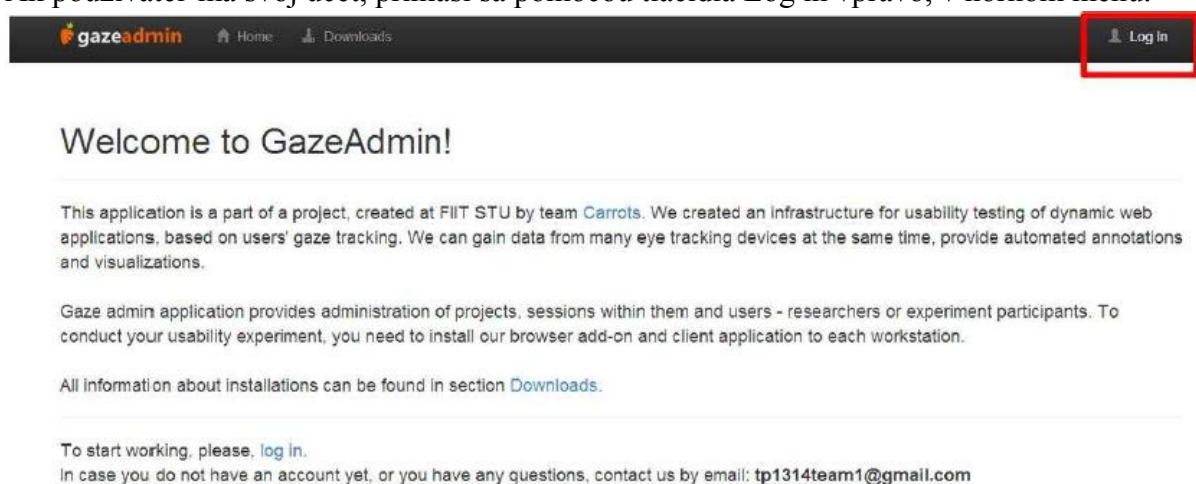 má svoj účet,
pomocou
gazeadmin Home Downloads Log in
Welcome to GazeAdmin!
This application is a part of a project, created at FIIT STU by team Carrots. We created an infrastructure for usability testing of dynamic web
applications, based on users' gaze tracking. We can gain data from many eye tracking devices at the same time, provide automated annotations
and visualizations.
Gaze admin application provides administration of projects, sessions within them and users - researchers or experiment participants. To
conduct your usability experiment, you need to install our browser add-on and client application to each workstation.
All information about installations can be found in section Downloads.
To start working, please, log in.
In case you do not have an account yet, or you have any questions, contact us by email: tp1314team1@gmail.com